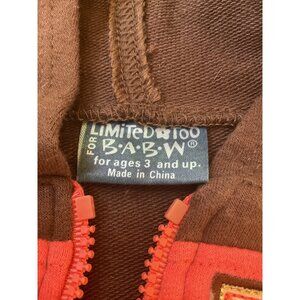 LiMiTeD★TOO
FOR B·A·B·W®
for ages 3 and up.
Made in China